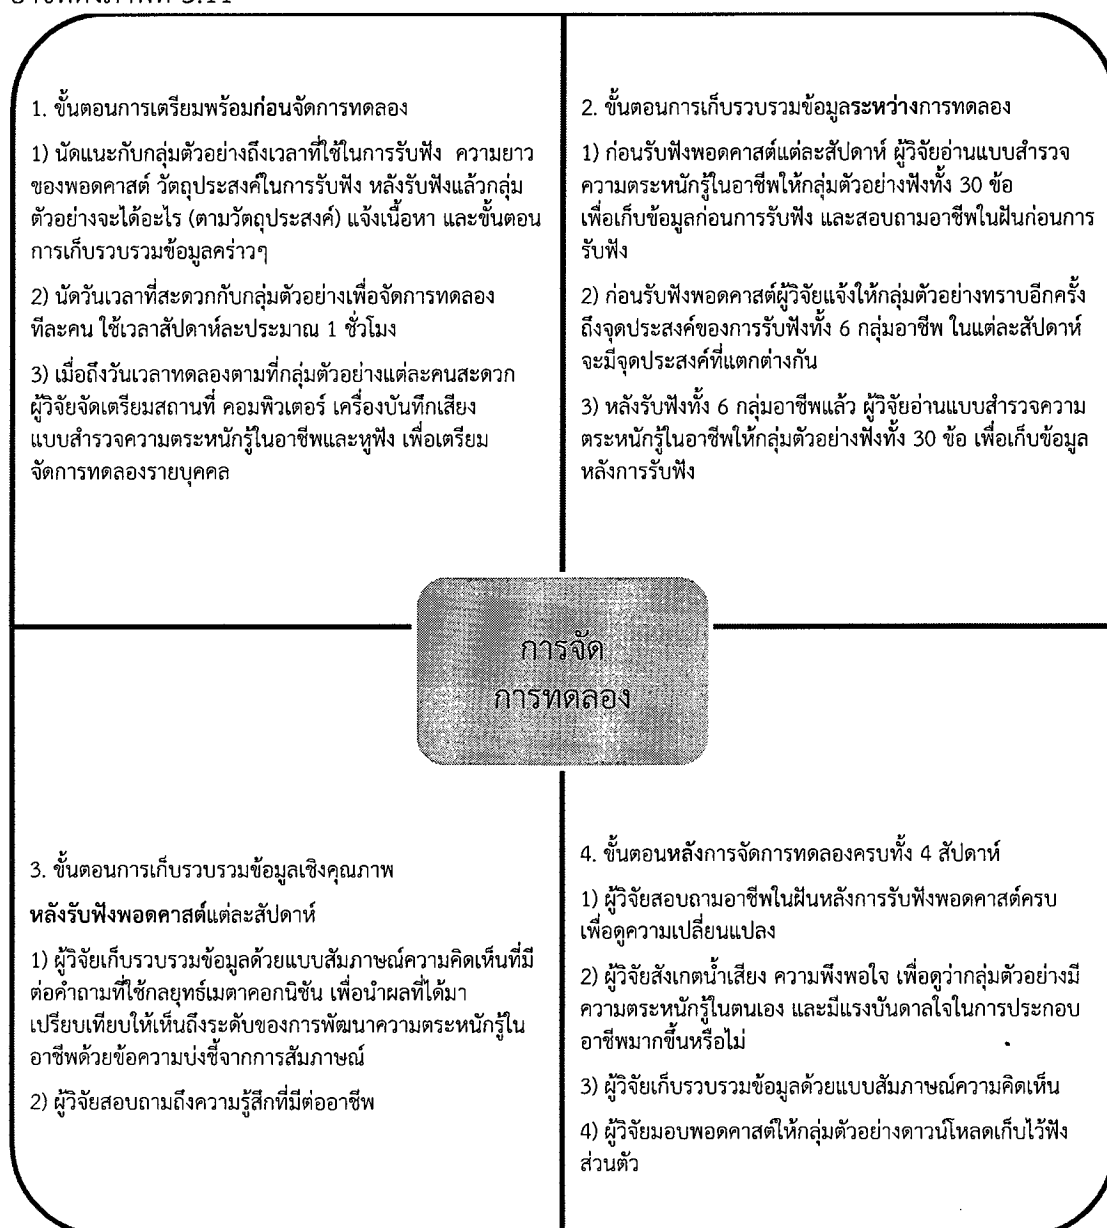 1. ขั้นตอนการเตรียมพร้อมก่อนจัดการทดลอง
1) นัดแนะกับกลุ่มตัวอย่างถึงเวลาที่ใช้ในการรับฟัง ความยาว
ของพอดคาสต์ วัตถุประสงค์ในการรับฟัง หลังรับฟังแล้วกลุ่ม
ตัวอย่างจะได้อะไร (ตามวัตถุประสงค์) แจ้งเนื้อหา และขั้นตอน
การเก็บรวบรวมข้อมูลคร่าวๆ
2) นัดวันเวลาที่สะดวกกับกลุ่มตัวอย่างเพื่อจัดการทดลอง
ทีละคน ใช้เวลาสัปดาห์ละประมาณ 1 ชั่วโมง
3) เมื่อถึงวันเวลาทดลองตามที่กลุ่มตัวอย่างแต่ละคนสะดวก
ผู้วิจัยจัดเตรียมสถานที่ คอมพิวเตอร์ เครื่องบันทึกเสียง
แบบสำรวจความตระหนักรู้ในอาชีพและหูฟัง เพื่อเตรียม
จัดการทดลองรายบุคคล
2. ขั้นตอนการเก็บรวบรวมข้อมูลระหว่างการทดลอง
1) ก่อนรับฟังพอดคาสต์แต่ละสัปดาห์ ผู้วิจัยอ่านแบบสำรวจ
ความตระหนักรู้ในอาชีพให้กลุ่มตัวอย่างฟังทั้ง 30 ข้อ
เพื่อเก็บข้อมูลก่อนการรับฟัง และสอบถามอาชีพในฝันก่อนการ
รับฟัง
2) ก่อนรับฟังพอดคาสต์ผู้วิจัยแจ้งให้กลุ่มตัวอย่างทราบอีกครั้ง
ถึงจุดประสงค์ของการรับฟังทั้ง 6 กลุ่มอาชีพ ในแต่ละสัปดาห์
จะมีจุดประสงค์ที่แตกต่างกัน
3) หลังรับฟังทั้ง 6 กลุ่มอาชีพแล้ว ผู้วิจัยอ่านแบบสำรวจความ
ตระหนักรู้ในอาชีพให้กลุ่มตัวอย่างฟังทั้ง 30 ข้อ เพื่อเก็บข้อมูล
หลังการรับฟัง
การจัด
การทดลอง
3. ขั้นตอนการเก็บรวบรวมข้อมูลเชิงคุณภาพ
หลังรับฟังพอดคาสต์แต่ละสัปดาห์
1) ผู้วิจัยเก็บรวบรวมข้อมูลด้วยแบบสัมภาษณ์ความคิดเห็นที่มี
ต่อคำถามที่ใช้กลยุทธ์เมตาคอกนิชัน เพื่อนำผลที่ได้มา
เปรียบเทียบให้เห็นถึงระดับของการพัฒนาความตระหนักรู้ใน
อาชีพด้วยข้อความบ่งชี้จากการสัมภาษณ์
2) ผู้วิจัยสอบถามถึงความรู้สึกที่มีต่ออาชีพ
4. ขั้นตอนหลังการจัดการทดลองครบทั้ง 4 สัปดาห์
1) ผู้วิจัยสอบถามอาชีพในฝันหลังการรับฟังพอดคาสต์ครบ
เพื่อดูความเปลี่ยนแปลง
2) ผู้วิจัยสังเกตน้ำเสียง ความพึงพอใจ เพื่อดูว่ากลุ่มตัวอย่างมี
ความตระหนักรู้ในตนเอง และมีแรงบันดาลใจในการประกอบ
อาชีพมากขึ้นหรือไม่
3) ผู้วิจัยเก็บรวบรวมข้อมูลด้วยแบบสัมภาษณ์ความคิดเห็น
4) ผู้วิจัยมอบพอดคาสต์ให้กลุ่มตัวอย่างดาวน์โหลดเก็บไว้ฟัง
ส่วนตัว